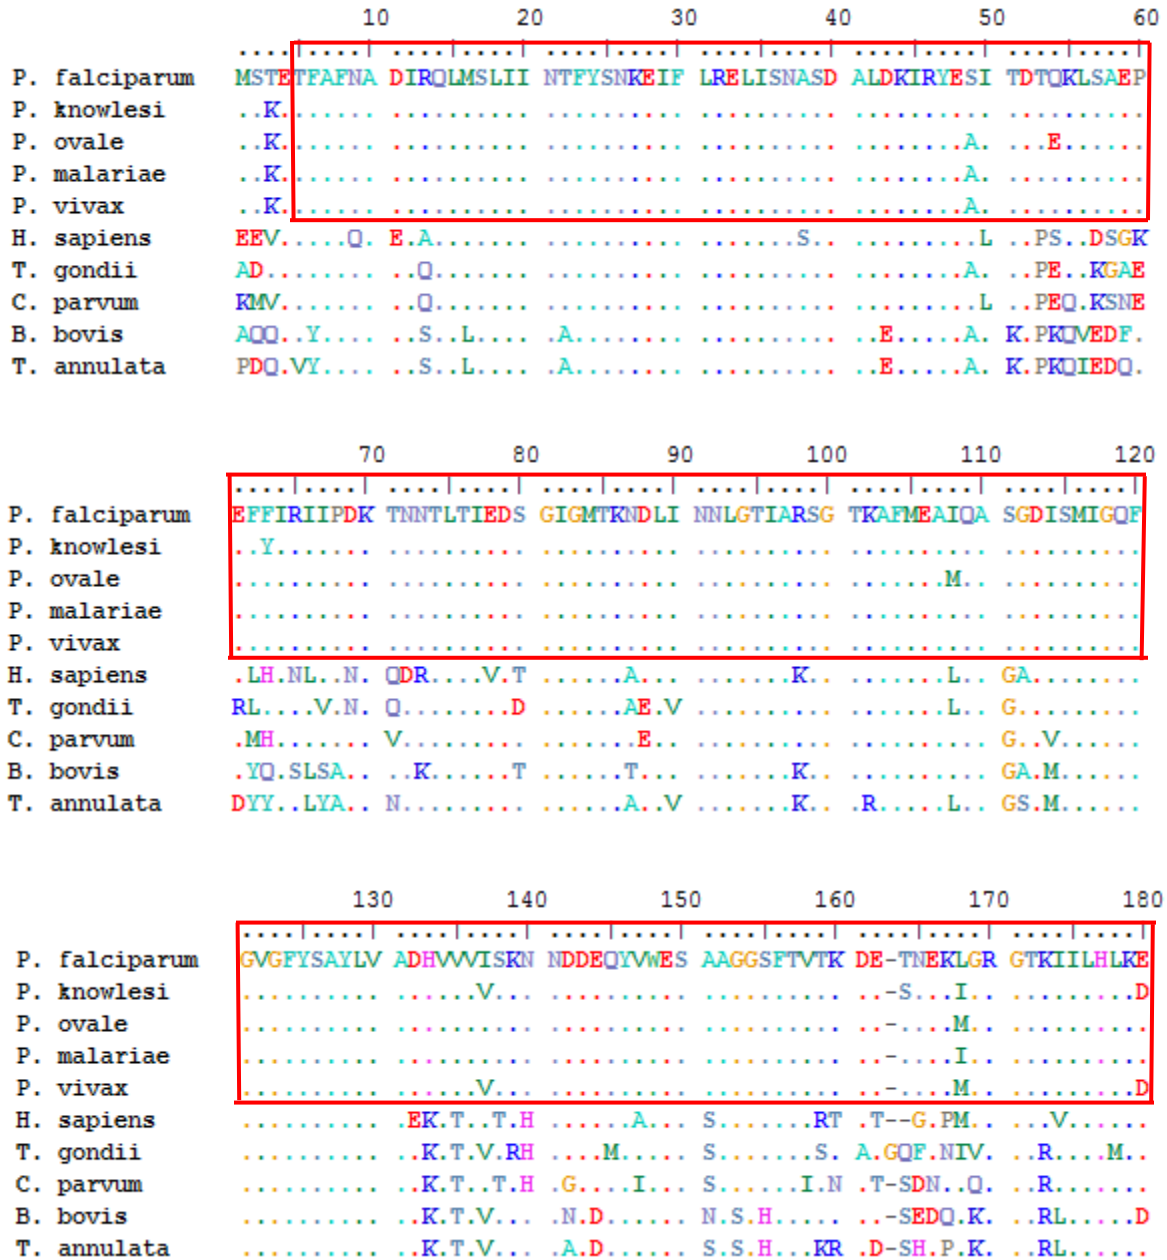 10 20 30 40 50 60
P. falciparum MSTETFAFNA DIRQLMSLII NTFYSNKEIF LRELISNASD ALDKIRYESI TDTQKLSAEP
P. knowlesi ..K....... .......... .......... .......... .......... ..........
P. ovale ..K....... .......... .......... .......... ........A. ...E......
P. malariae ..K....... .......... .......... .......... ........A. ..........
P. vivax ..K....... .......... .......... .......... ........A. ..........
H. sapiens EEV.....Q. E.A....... .......... .......S.. .........L ..PS..DSGK
T. gondii AD........ ..Q....... .......... .......... ........A. ..PE..KGAE
C. parvum KMV....... ..Q....... .......... .......... .........L ..PEQ.KSNE
B. bovis AQQ..Y.... ..S..L.... .A........ .......... ..E.....A. K.PKQVEDF.
T. annulata PDQ.VY.... ..S..L.... .A........ .......... ..E.....A. K.PKQIEDQ.
70 80 90 100 110 120
P. falciparum EFFIRIIPDK TNNTLTIEDS GIGMTKNDLI NNLGTIARSG TKAFMEAIQA SGDISMIGQF
P. knowlesi ..Y....... .......... .......... .......... .......... ..........
P. ovale .......... .......... .......... .......... .......M.. ..........
P. malariae .......... .......... .......... .......... .......... ..........
P. vivax .......... .......... .......... .......... .......... ..........
H. sapiens .LH.NL..N. QDR....V.T ......A... .......K.. .......L.. GA........
T. gondii RL....V.N. Q........D ......AE.V .......... .......L.. G.........
C. parvum .MH....... V......... .......E.. .......... .......... G..V......
B. bovis .YQ.SLSA.. ..K......T ......T... .......K.. .......... GA.M......
T. annulata DYY..LYA.. N......... ......A..V .......K.. .R.....L.. GS.M......
130 140 150 160 170 180
P. falciparum GVGFYSAYLV ADHVVVISKN NDDEQYVWES AAGGSFTVTK DE-TNEKLGR GTKIILHLKE
P. knowlesi .......... ......V... .......... .......... ..-S...I.. .........D
P. ovale .......... .......... .......... .......... ..-....M.. ..........
P. malariae .......... .......... .......... .......... ..-....I.. ..........
P. vivax .......... ......V... .......... .......... ..-....M.. .........D
H. sapiens .......... .EK.T..T.H ......A... S.......RT .T--G.PM.. ...V......
T. gondii .......... ..K.T.V.RH ....M..... S.......S. A.GQF.NIV. ..R....M..
C. parvum .......... ..K.T..T.H .G....I... S......I.N .T-SDN..Q. ..R.......
B. bovis .......... ..K.T.V... .N.D...... N.S.H..... ..-SEDQ.K. ..RL.....D
T. annulata .......... ..K.T.V... .A.D...... S.S.H...KR .D-SH.P.K. ..RL......